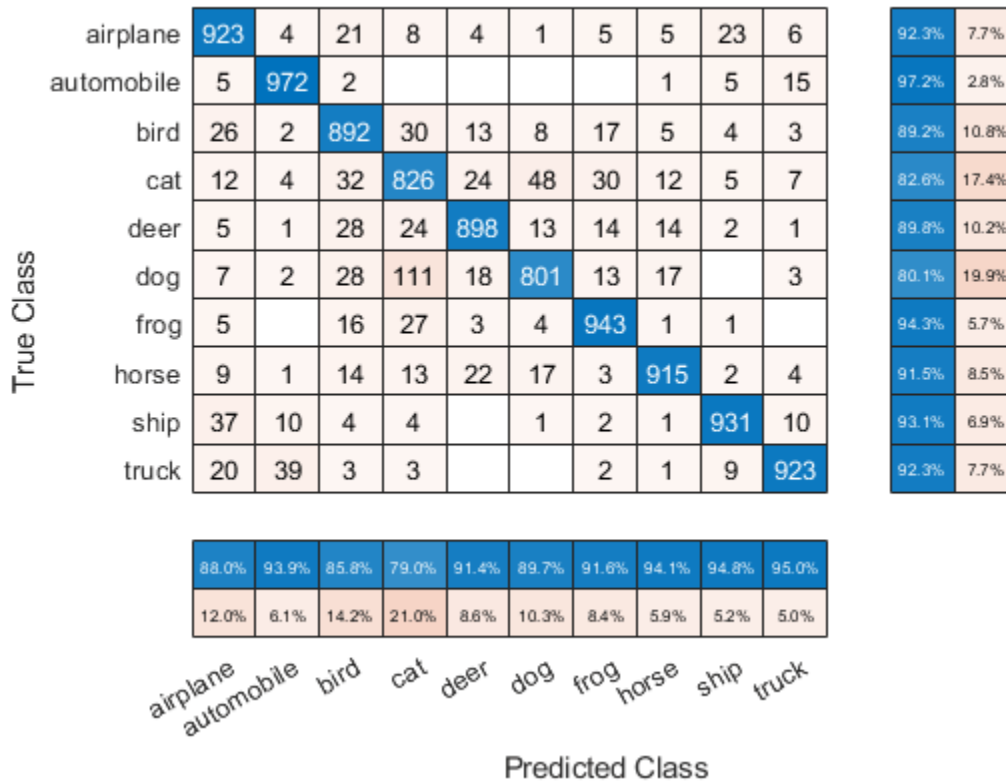 airplane 923 4 21 8 4 1 5 5 23 6 92.3% 7.7%
automobile 5 972 2 1 5 15 97.2% 2.8%
bird 26 2 892 30 13 8 17 5 4 3 89.2% 10.8%
cat 12 4 32 826 24 48 30 12 5 7 82.6% 17.4%
deer 5 1 28 24 898 13 14 14 2 1 89.8% 10.2%
dog 7 2 28 111 18 801 13 17 3 80.1% 19.9%
frog 5 16 27 3 4 943 1 1 94.3% 5.7%
horse 9 1 14 13 22 17 3 915 2 4 91.5% 8.5%
ship 37 10 4 4 1 2 1 931 10 93.1% 6.9%
truck 20 39 3 3 2 1 9 923 92.3% 7.7%
True Class
88.0% 93.9% 85.8% 79.0% 91.4% 89.7% 91.6% 94.1% 94.8% 95.0%
12.0% 6.1% 14.2% 21.0% 8.6% 10.3% 8.4% 5.9% 5.2% 5.0%
airplane automobile bird cat deer dog frog horse ship truck
Predicted Class